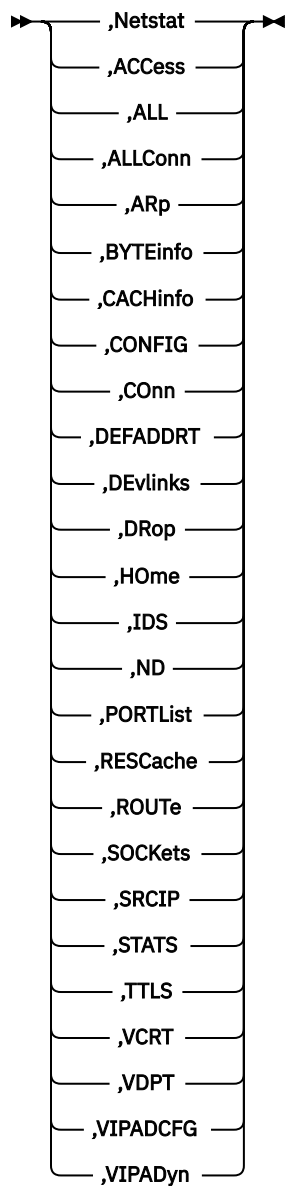 ,Netstat
,ACCess
,ALL
,ALLConn
,ARp
,BYTEinfo
,CACHinfo
,CONFIG
,COnn
,DEFADDRT
,DEvlinks
,DRop
,HOme
,IDS
,ND
,PORTList
,RESCache
,ROUTe
,SOCKets
,SRCIP
,STATS
,TTLS
,VCRT
,VDPT
,VIPADCFG
,VIPADyn